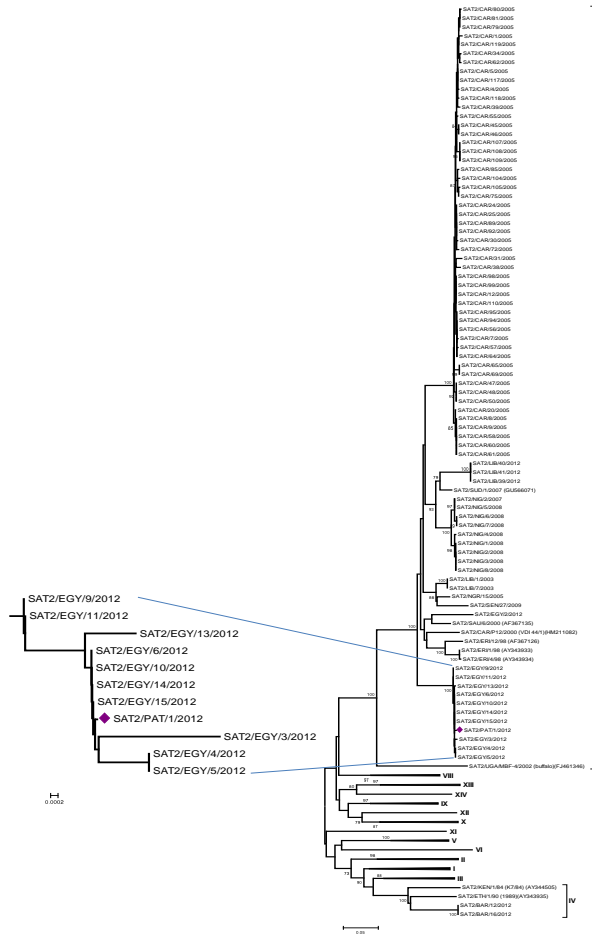 SAT2/CAR/80/2005
SAT2/CAR/81/2005
SAT2/CAR/79/2005
SAT2/CAR/1/2005
SAT2/CAR/119/2005
SAT2/CAR/34/2005
SAT2/CAR/62/2005
SAT2/CAR/5/2005
SAT2/CAR/117/2005
SAT2/CAR/4/2005
SAT2/CAR/118/2005
SAT2/CAR/39/2005
SAT2/CAR/55/2005
SAT2/CAR/45/2005
SAT2/CAR/46/2005
SAT2/CAR/107/2005
SAT2/CAR/108/2005
SAT2/CAR/109/2005
SAT2/CAR/85/2005
SAT2/CAR/104/2005
SAT2/CAR/105/2005
SAT2/CAR/75/2005
SAT2/CAR/24/2005
SAT2/CAR/25/2005
SAT2/CAR/89/2005
SAT2/CAR/92/2005
SAT2/CAR/30/2005
SAT2/CAR/72/2005
SAT2/CAR/31/2005
SAT2/CAR/38/2005
SAT2/CAR/98/2005
SAT2/CAR/99/2005
SAT2/CAR/12/2005
SAT2/CAR/110/2005
SAT2/CAR/95/2005
SAT2/CAR/94/2005
SAT2/CAR/56/2005
SAT2/CAR/7/2005
SAT2/CAR/57/2005
SAT2/CAR/64/2005
SAT2/CAR/65/2005
SAT2/CAR/69/2005
SAT2/CAR/47/2005
SAT2/CAR/48/2005
SAT2/CAR/50/2005
SAT2/CAR/20/2005
SAT2/CAR/8/2005
SAT2/CAR/9/2005
SAT2/CAR/58/2005
SAT2/CAR/60/2005
SAT2/CAR/61/2005
SAT2/LIB/40/2012
SAT2/LIB/41/2012
SAT2/LIB/39/2012
SAT2/SUD/1/2007 (GU566071)
SAT2/NIG/2/2007
SAT2/NIG/5/2008
SAT2/NIG/6/2008
SAT2/NIG/7/2008
SAT2/NIG/4/2008
SAT2/NIG/1/2008
SAT2/NIG/2/2008
SAT2/NIG/3/2008
SAT2/NIG/8/2008
SAT2/LIB/1/2003
SAT2/LIB/7/2003
SAT2/NGR/15/2005
SAT2/SEN/27/2009
SAT2/EGY/2/2012
SAT2/SAU/6/2000 (AF367135)
SAT2/CAR/P12/2000 (VDI 44/1)(HM211082)
SAT2/ERI/12/98 (AF367126)
SAT2/ERI/1/98 (AY343933)
SAT2/ERI/4/98 (AY343934)
SAT2/EGY/9/2012
SAT2/EGY/11/2012
SAT2/EGY/13/2012
SAT2/EGY/6/2012
SAT2/EGY/10/2012
SAT2/EGY/14/2012
SAT2/EGY/15/2012
SAT2/PAT/1/2012
SAT2/EGY/3/2012
SAT2/EGY/4/2012
SAT2/EGY/5/2012
SAT2/UGA/MBF-4/2002 (buffalo)(FJ461346)
VIII
XIII
XIV
IX
XII
X
XI
V
VI
II
I
III
SAT2/KEN/1/84 (K7/84) (AY344505)
SAT2/ETH/1/90 (1989)(AY343935)
SAT2/BAR/12/2012
SAT2/BAR/16/2012
IV
0.05
SAT2/EGY/9/2012
SAT2/EGY/11/2012
SAT2/EGY/13/2012
SAT2/EGY/6/2012
SAT2/EGY/10/2012
SAT2/EGY/14/2012
SAT2/EGY/15/2012
SAT2/PAT/1/2012
SAT2/EGY/3/2012
SAT2/EGY/4/2012
SAT2/EGY/5/2012
0.0002